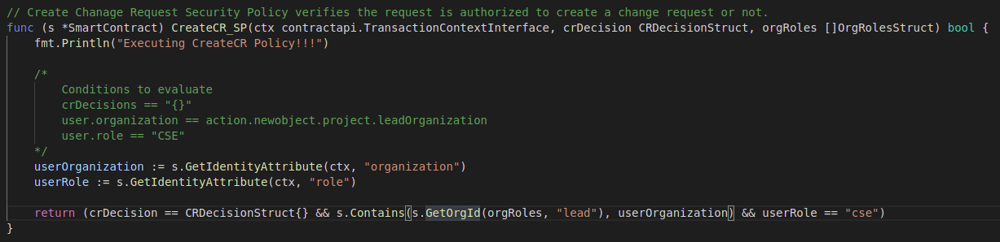 // Create Chanage Request Security Policy verifies the request is authorized to create a change request or not.
func (s *SmartContract) CreateCR_SP(ctx contractapi.TransactionContextInterface, crDecision CRDecisionStruct, orgRoles []OrgRolesStruct) bool {
    fmt.Println("Executing CreateCR Policy!!!")
    /*
        Conditions to evaluate
        crDecisions == "{}"
        user.organization == action.newobject.project.leadOrganization
        user.role == "CSE"
    */
    userOrganization := s.GetIdentityAttribute(ctx, "organization")
    userRole := s.GetIdentityAttribute(ctx, "role")
    return (crDecision == CRDecisionStruct{} && s.Contains(s.GetOrgId(orgRoles, "lead"), userOrganization) && userRole == "cse")
}